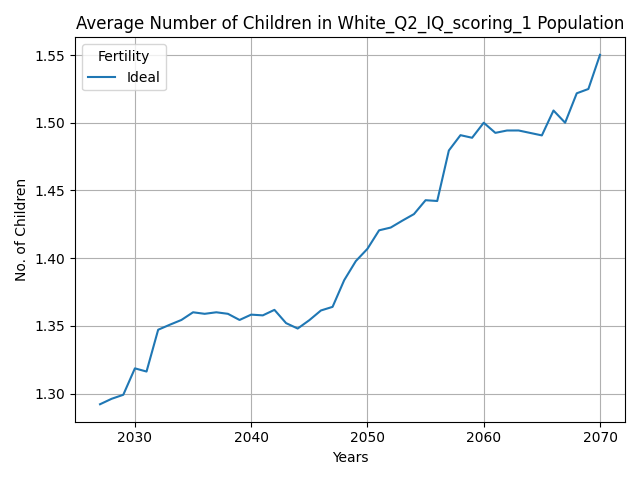 Average Number of Children in White_Q2_IQ_scoring_1 Population
Fertility
Ideal
1.55
1.50
1.45
1.40
1.35
1.30
No. of Children
2030 2040 2050 2060 2070
Years